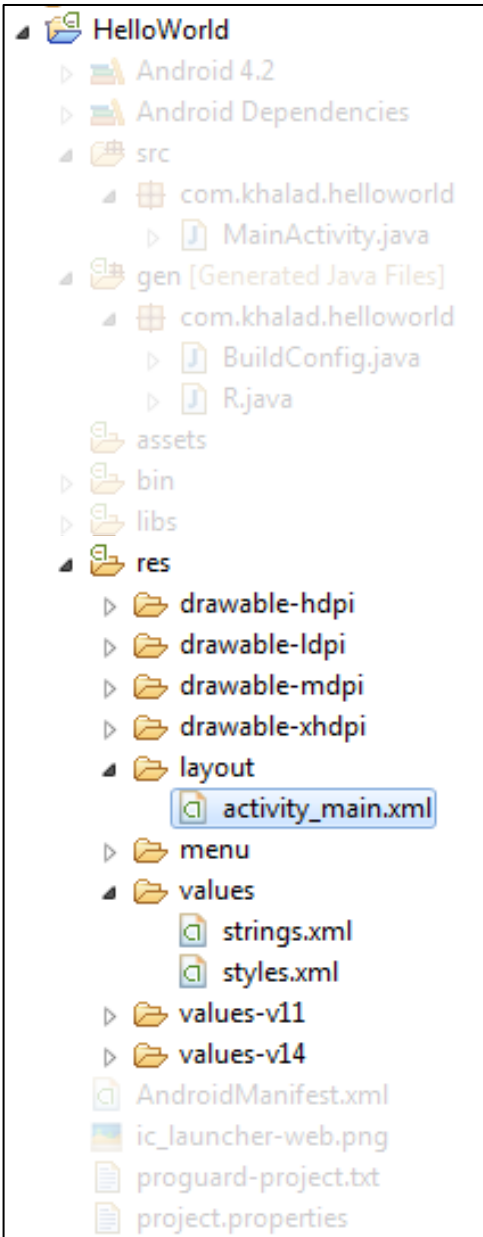 HelloWorld
Android 4.2
Android Dependencies
src
com.khalad.helloworld
MainActivity.java
gen [Generated Java Files]
com.khalad.helloworld
BuildConfig.java
R.java
assets
bin
libs
res
drawable-hdpi
drawable-ldpi
drawable-mdpi
drawable-xhdpi
layout
activity_main.xml
menu
values
strings.xml
styles.xml
values-v11
values-v14
AndroidManifest.xml
ic_launcher-web.png
proguard-project.txt
project.properties